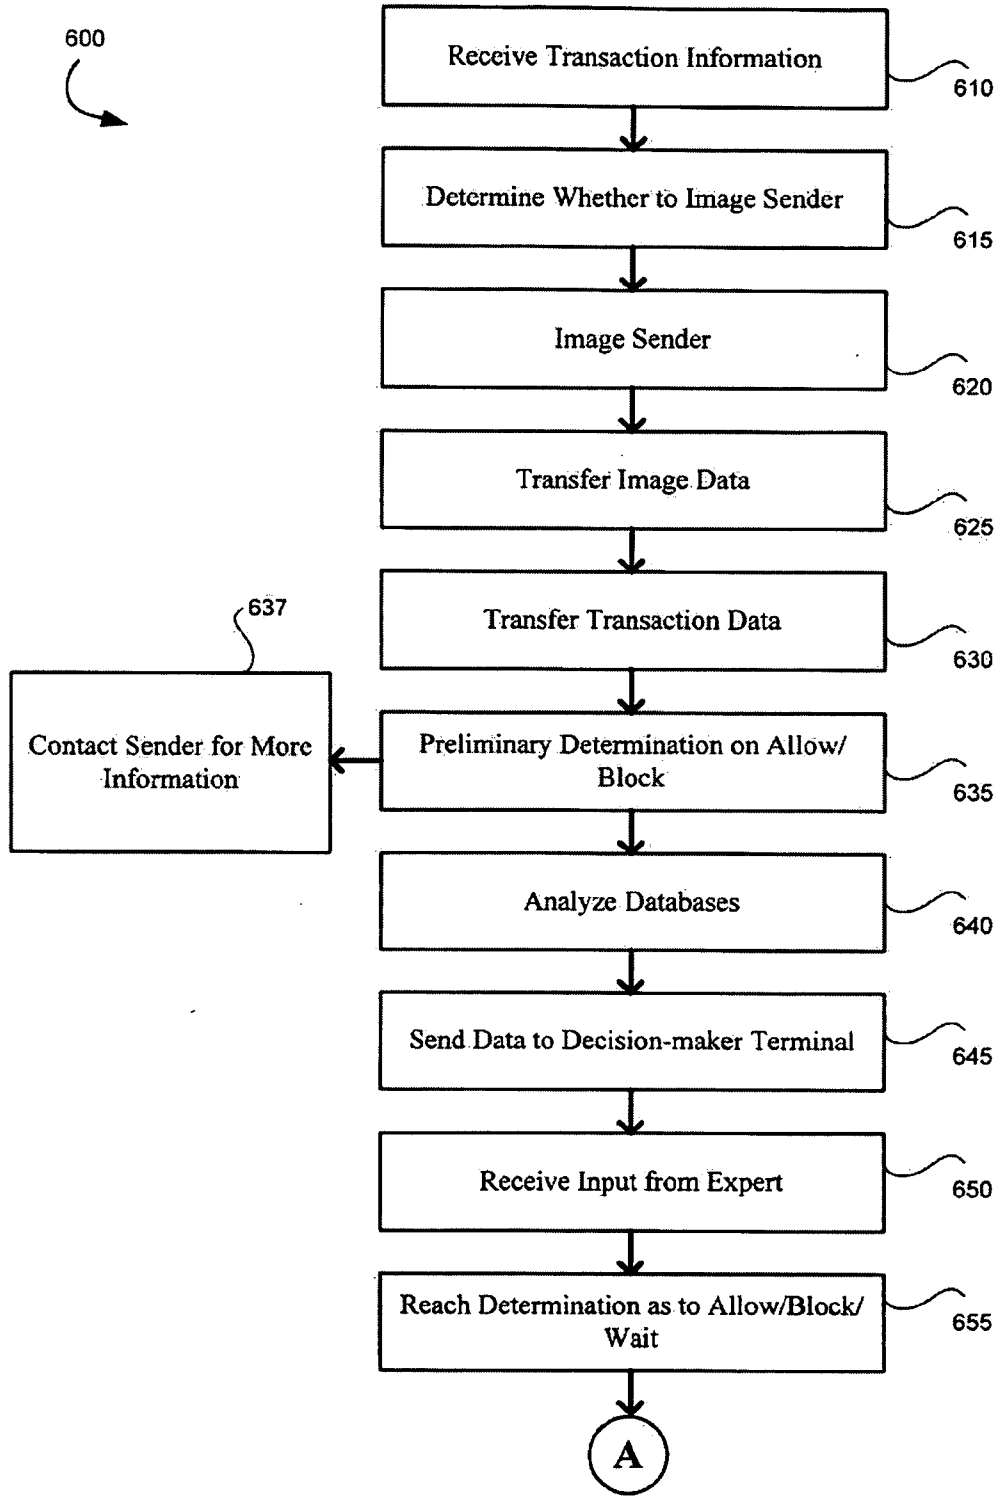 600
Receive Transaction Information
610
Determine Whether to Image Sender
615
Image Sender
620
Transfer Image Data
625
Transfer Transaction Data
630
637
Contact Sender for More
Information
Preliminary Determination on Allow/
Block
635
Analyze Databases
640
Send Data to Decision-maker Terminal
645
Receive Input from Expert
650
Reach Determination as to Allow/Block/
Wait
655
A